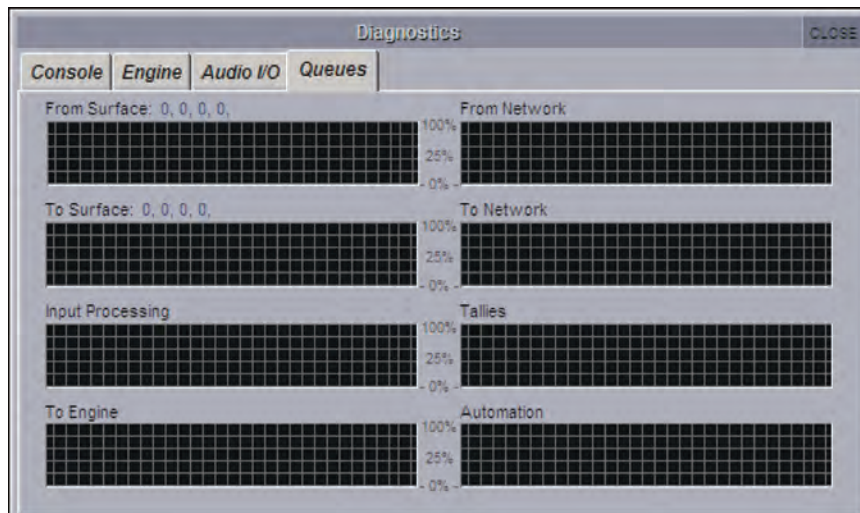 Diagnostics
CLOSE
Console Engine Audio I/O Queues
From Surface: 0, 0, 0, 0,
From Network
100%
25%
- 0% -
To Surface: 0, 0, 0, 0,
To Network
100%
25%
- 0% -
Input Processing
Tallies
100%
25%
- 0% -
To Engine
Automation
100%
25%
- 0% -